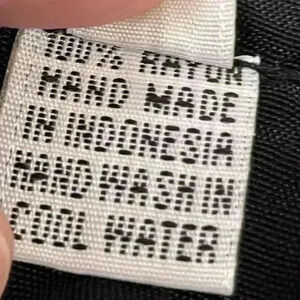 100% RAYON
HAND MADE
IN INDONESIA
HAND WASH IN
COOL WATER